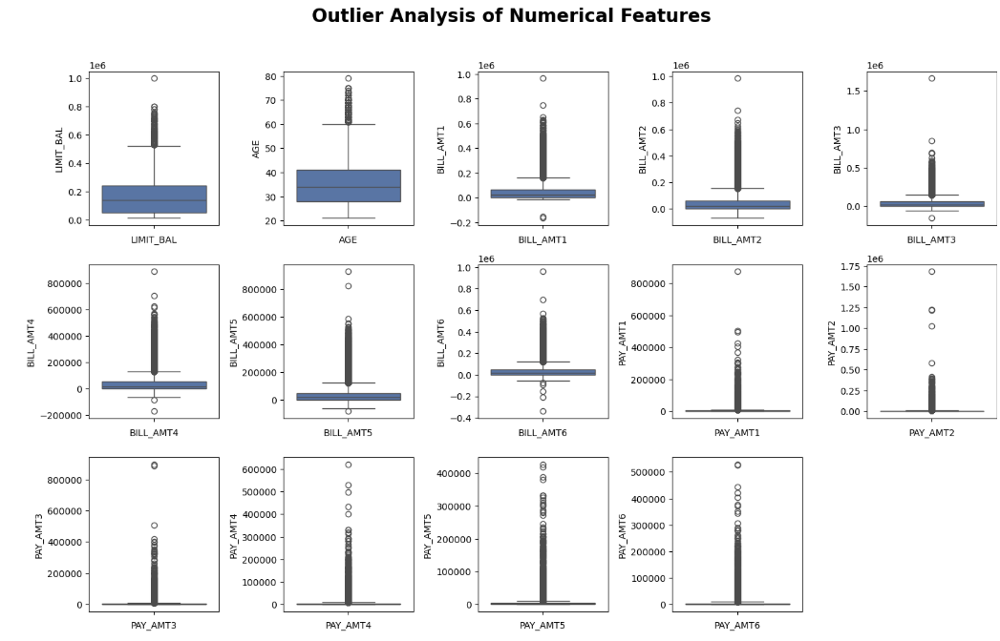 Outlier Analysis of Numerical Features
1e6
1.0
0.8
0.6
0.4
0.2
0.0
LIMIT_BAL
LIMIT_BAL
80
70
60
50
40
30
20
AGE
AGE
1e6
1.0
0.8
0.6
0.4
0.2
0.0
−0.2
BILL_AMT1
BILL_AMT1
1e6
1.0
0.8
0.6
0.4
0.2
0.0
BILL_AMT2
BILL_AMT2
1e6
1.5
1.0
0.5
0.0
BILL_AMT3
BILL_AMT3
800000
600000
400000
200000
0
−200000
BILL_AMT4
BILL_AMT4
800000
600000
400000
200000
0
BILL_AMT5
BILL_AMT5
1e6
1.0
0.8
0.6
0.4
0.2
0.0
−0.2
−0.4
BILL_AMT6
BILL_AMT6
800000
600000
400000
200000
0
PAY_AMT1
PAY_AMT1
1e6
1.75
1.50
1.25
1.00
0.75
0.50
0.25
0.00
PAY_AMT2
PAY_AMT2
800000
600000
400000
200000
0
PAY_AMT3
PAY_AMT3
600000
500000
400000
300000
200000
100000
0
PAY_AMT4
PAY_AMT4
400000
300000
200000
100000
0
PAY_AMT5
PAY_AMT5
500000
400000
300000
200000
100000
0
PAY_AMT6
PAY_AMT6